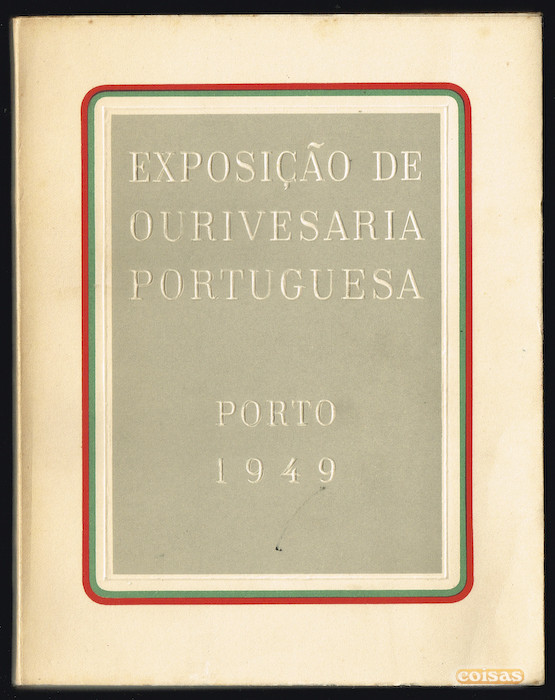 EXPOSIÇÃO DE
OURIVESARIA
PORTUGUESA
PORTO
1949
coisas